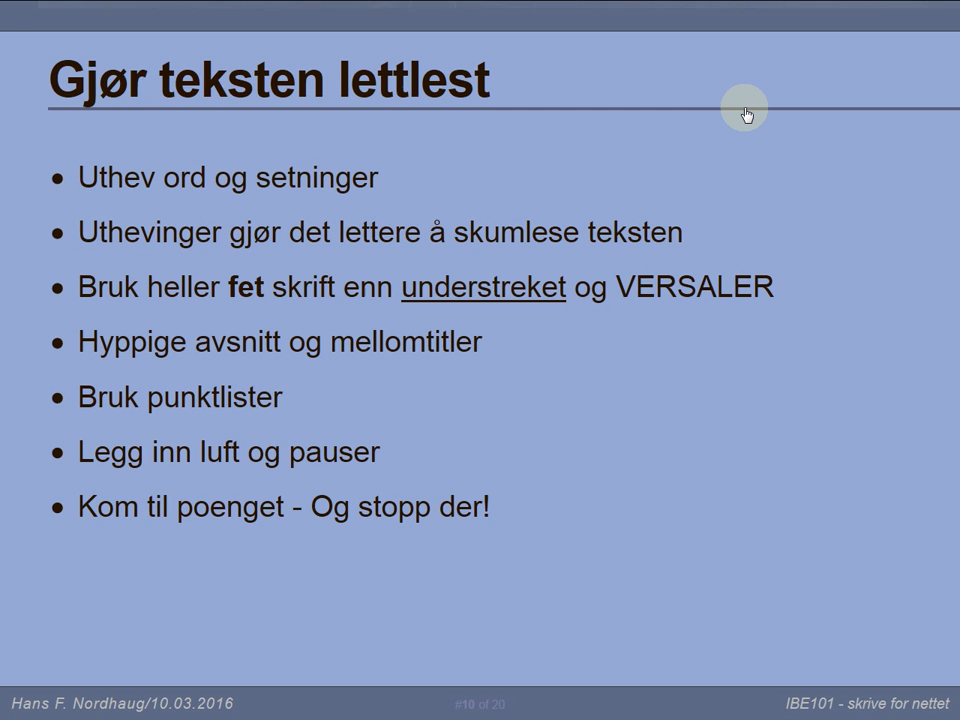 Gjør teksten lettlest
Uthev ord og setninger
Uthevinger gjør det lettere å skumlese teksten
Bruk heller fet skrift enn understreket og VERSALER
Hyppige avsnitt og mellomtitler
Bruk punktlister
Legg inn luft og pauser
Kom til poenget - Og stopp der!
Hans F. Nordhaug/10.03.2016
#10 of 20
IBE101 - skrive for nettet